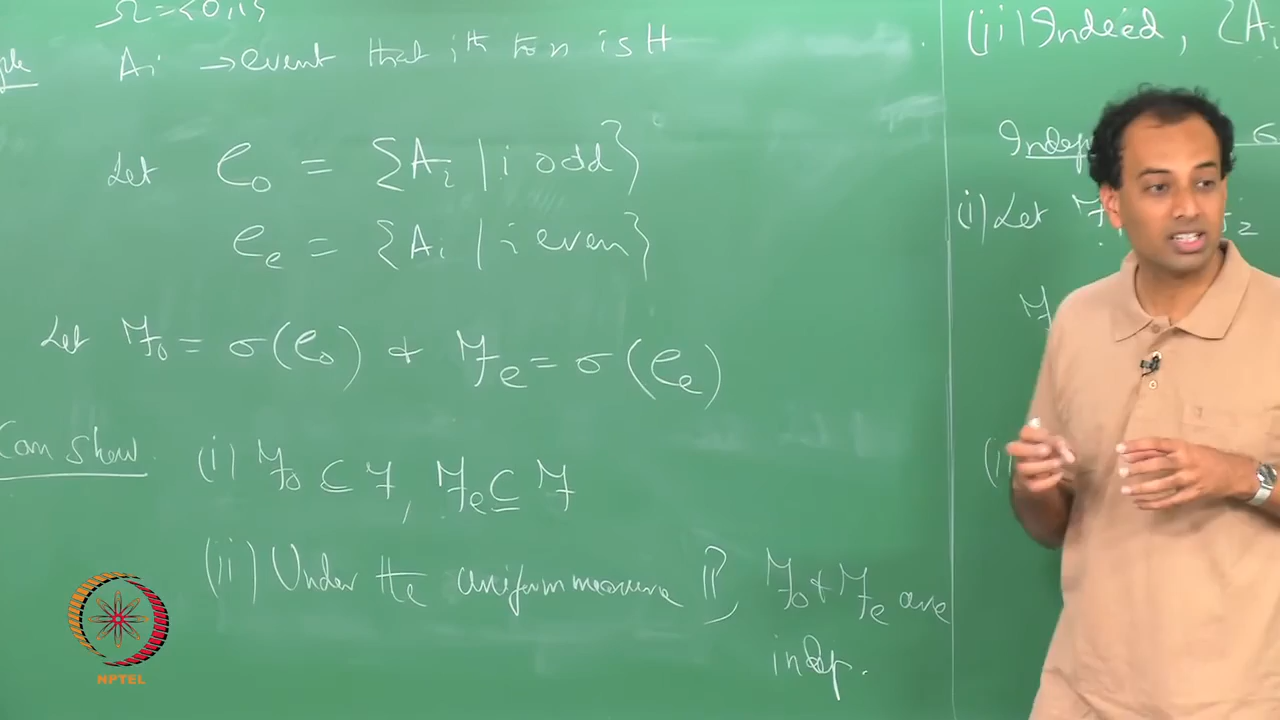 Ω = {0,1}
Aᵢ → event that iᵗʰ toss is H
Let 𝒞ₒ = {Aᵢ | i odd}
𝒞ₑ = {Aᵢ | i even}
Let ℱₒ = σ(𝒞ₒ) & ℱₑ = σ(𝒞ₑ)
Can show (i) ℱₒ ⊆ ℱ, ℱₑ ⊆ ℱ
(ii) Under the uniform measure ℙ, ℱₒ & ℱₑ are
indep.
(ii) Indeed, {Aᵢ
Indep
(i) Let
NPTEL